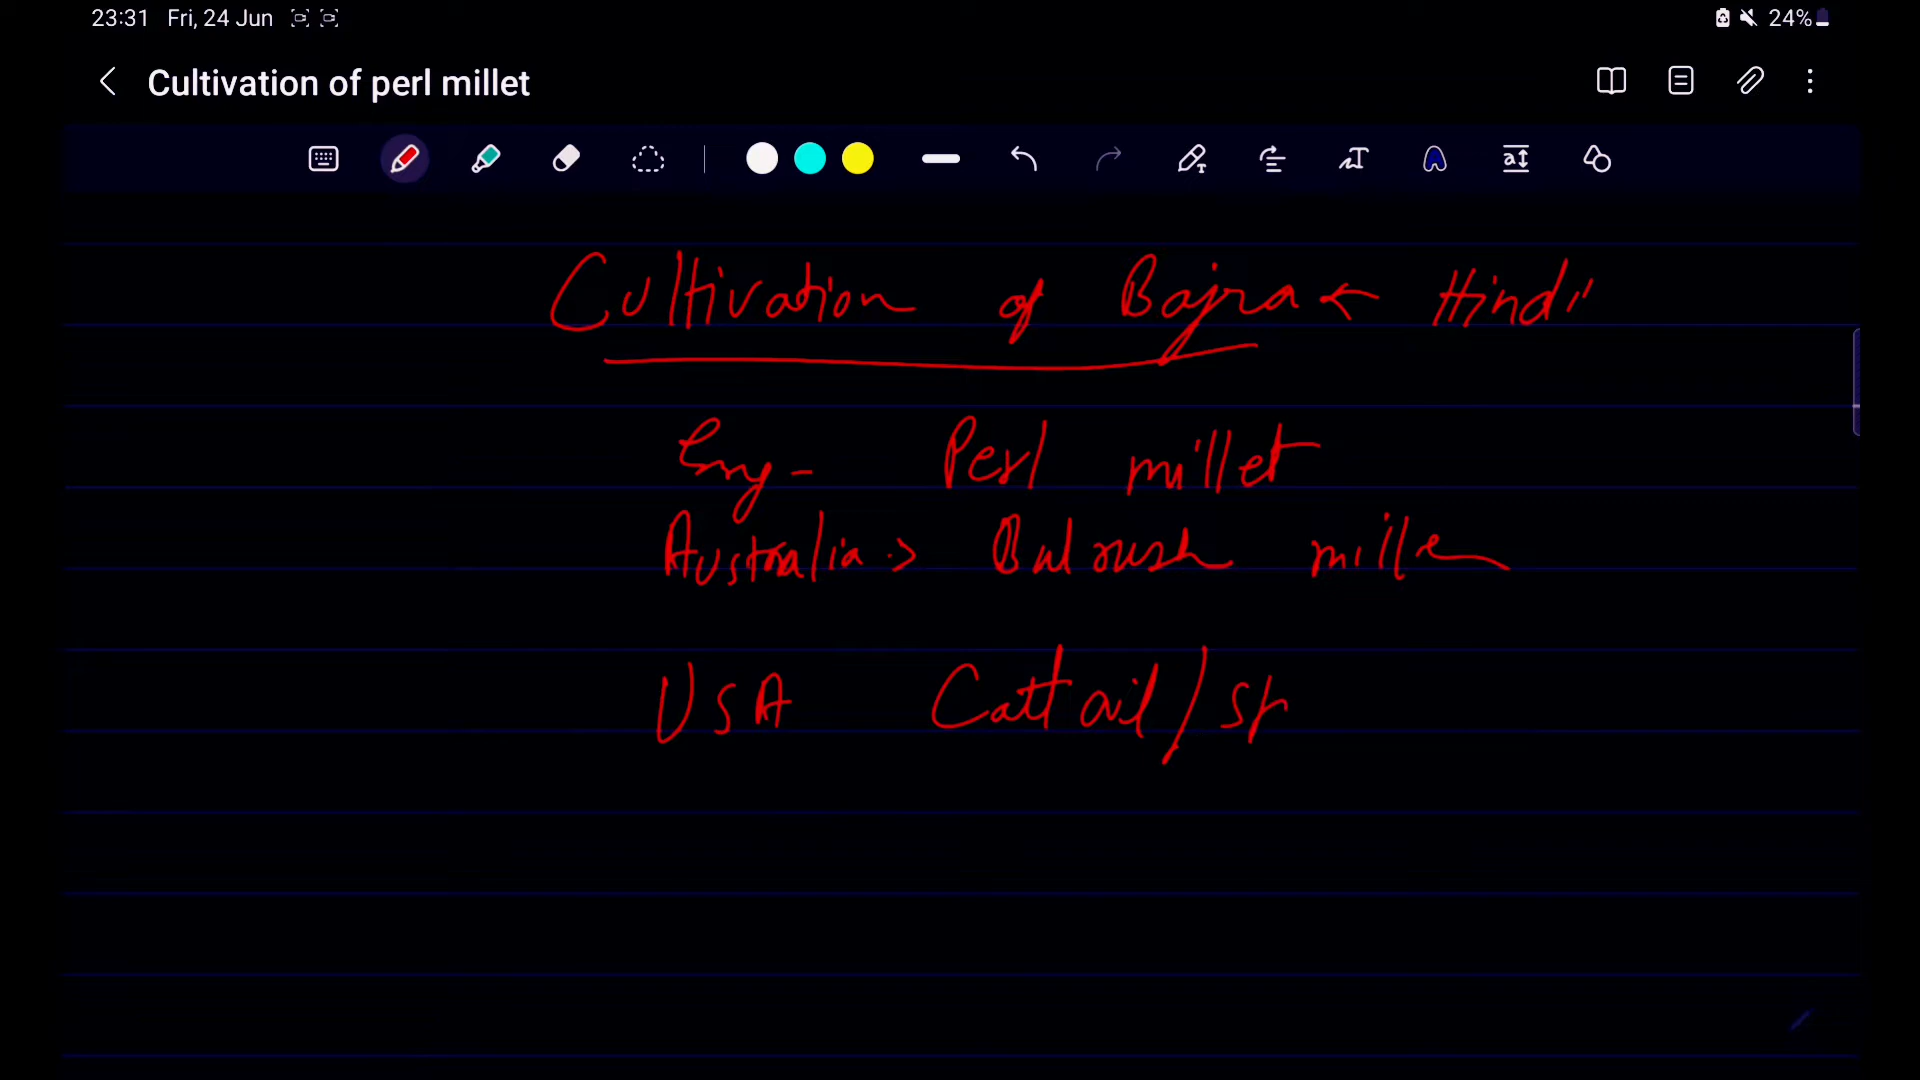 23:31 Fri, 24 Jun 24%
Cultivation of perl millet
Cultivation of Bajra ← Hindi
Eng - Perl millet
Australia → Bulrush mille
USA Cattail/sp